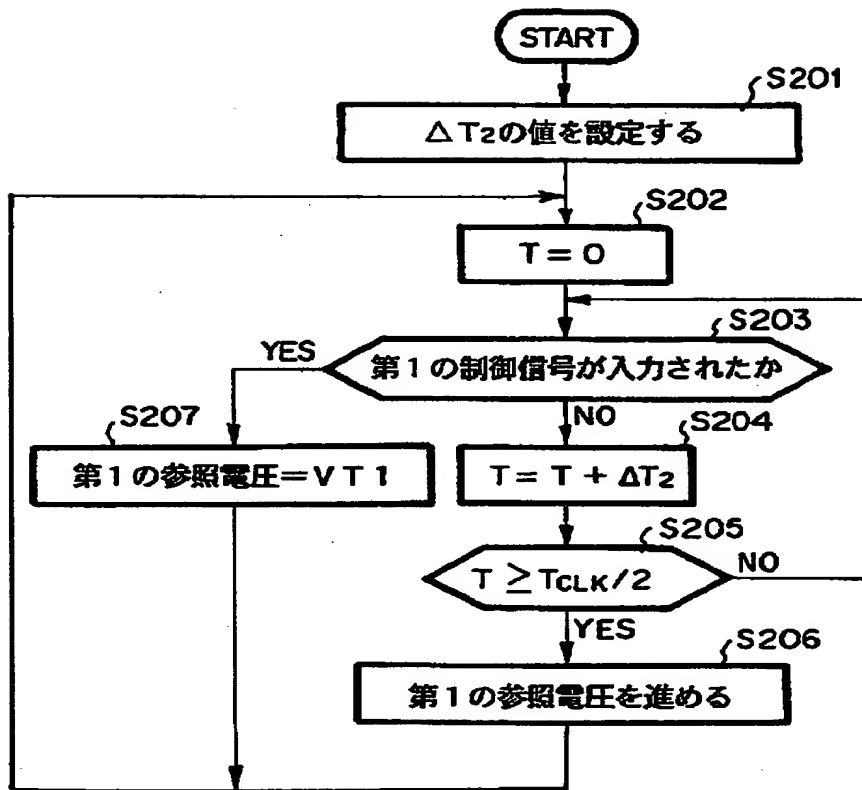 START
S201
△T2の値を設定する
S202
T=0
S203
YES
第1の制御信号が入力されたか
NO
S207
S204
第1の参照電圧=VT1
T=T+ΔT2
S205
T≧TCLK/2
NO
YES
S206
第1の参照電圧を進める